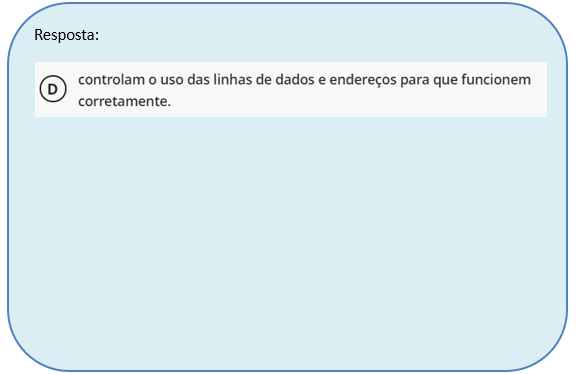 Resposta:
D controlam o uso das linhas de dados e endereços para que funcionem
corretamente.